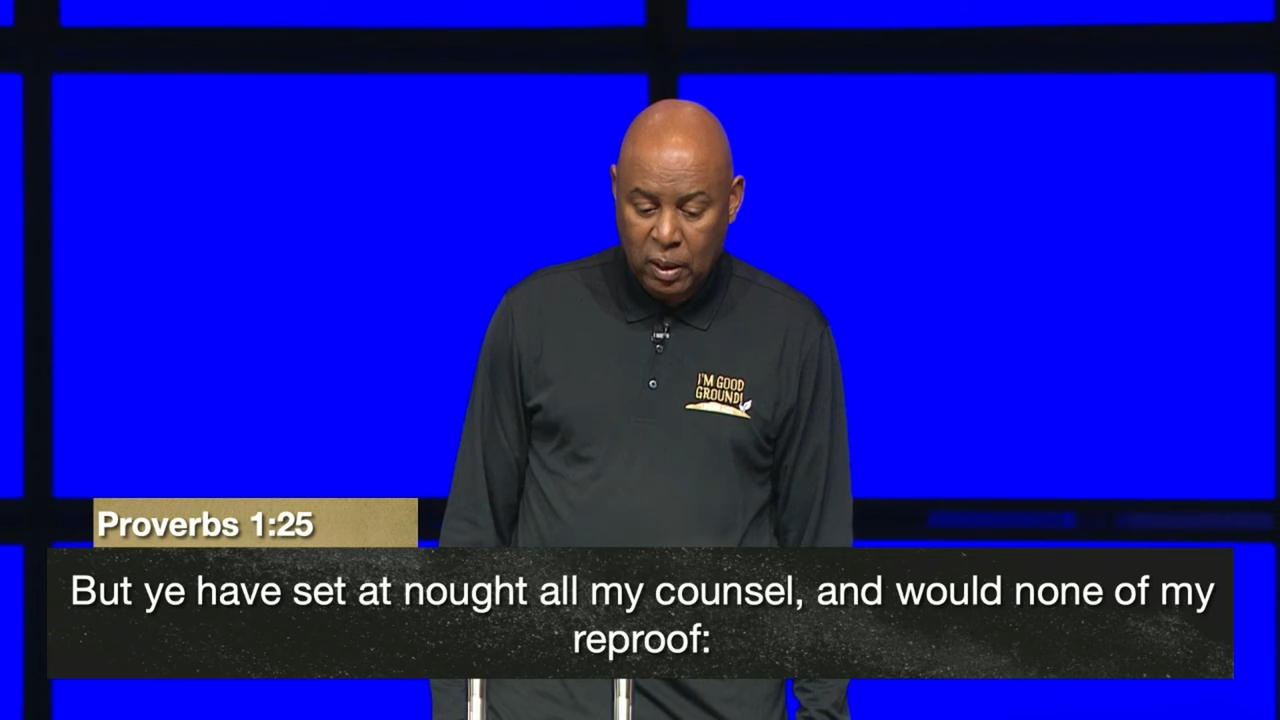 I'M GOOD
GROUND!
Proverbs 1:25
But ye have set at nought all my counsel, and would none of my
reproof: